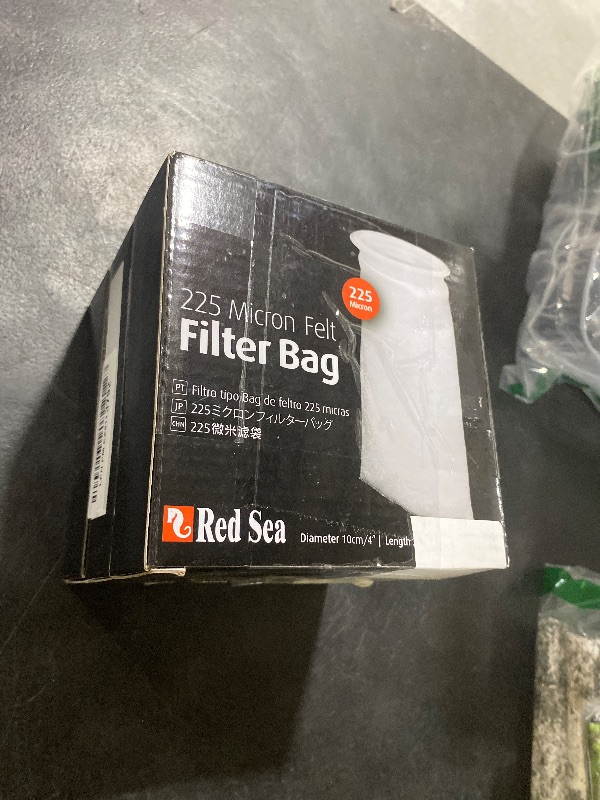 225 Micron Felt
Filter Bag
225
Micron
PT Filtro tipo Bag de feltro 225 micras
JP 225ミクロンフィルターバッグ
CHN 225微米滤袋
Red Sea
Diameter 10cm/4" | Length